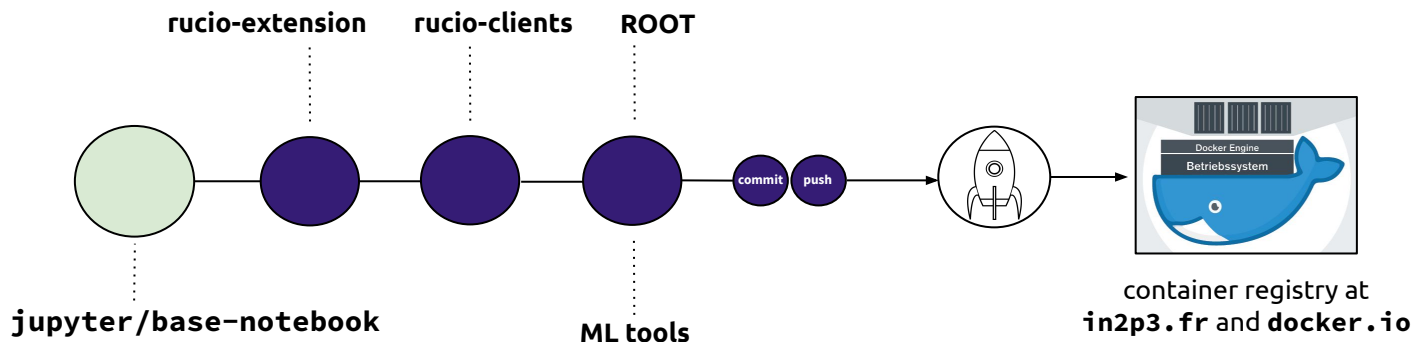 rucio-extension
rucio-clients
ROOT
commit
push
Docker Engine
Betriebssystem
jupyter/base-notebook
ML tools
container registry at
in2p3.fr and docker.io